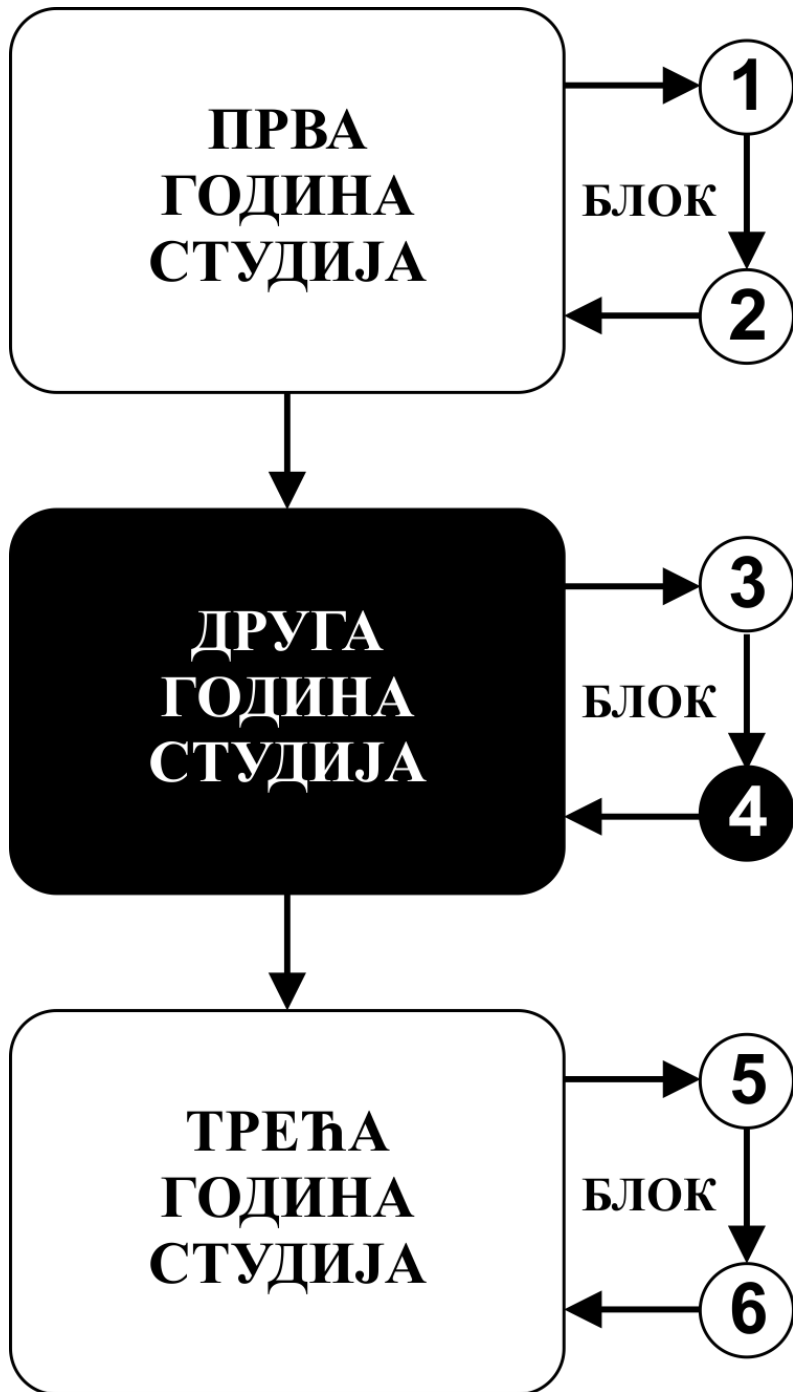 ПРВА
ГОДИНА
СТУДИЈА
1
БЛОК
2
ДРУГА
ГОДИНА
СТУДИЈА
3
БЛОК
4
ТРЕЋА
ГОДИНА
СТУДИЈА
5
БЛОК
6